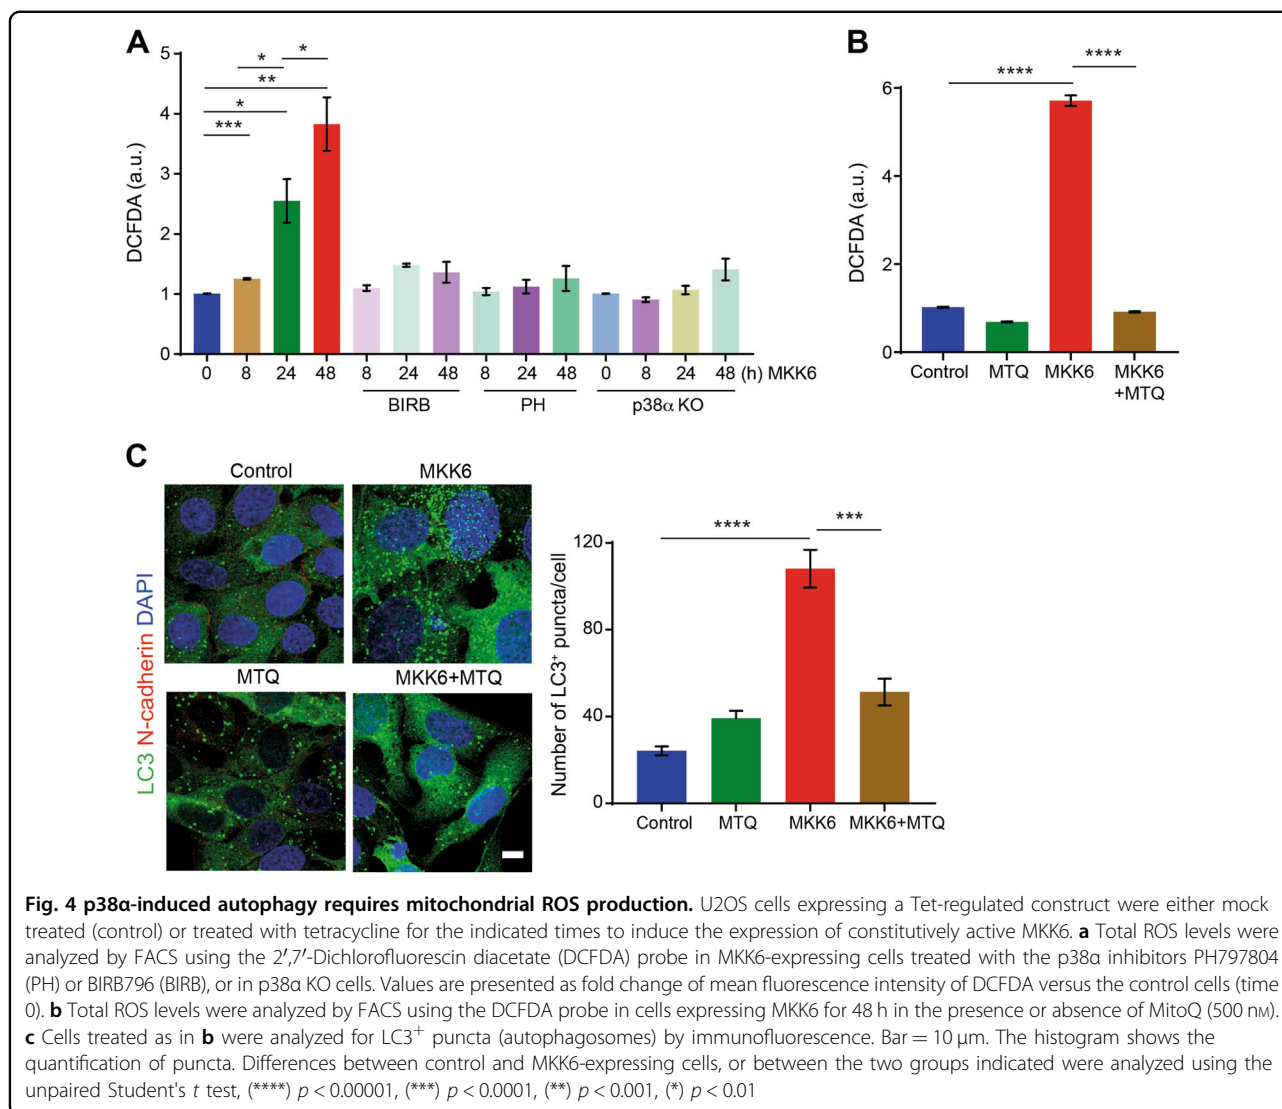 A
B
DCFDA (a.u.)
5
4
3
2
1
0
***
*
**
*
*
0 8 24 48 8 24 48 8 24 48 0 8 24 48 (h) MKK6
BIRB PH p38α KO
DCFDA (a.u.)
6
4
2
0
**** ****
Control MTQ MKK6 MKK6
+MTQ
C
Control MKK6
MTQ MKK6+MTQ
LC3 N-cadherin DAPI
Number of LC3⁺ puncta/cell
120
80
40
0
**** ***
Control MTQ MKK6 MKK6+MTQ
Fig. 4 p38α-induced autophagy requires mitochondrial ROS production. U2OS cells expressing a Tet-regulated construct were either mock
treated (control) or treated with tetracycline for the indicated times to induce the expression of constitutively active MKK6. a Total ROS levels were
analyzed by FACS using the 2′,7′-Dichlorofluorescin diacetate (DCFDA) probe in MKK6-expressing cells treated with the p38α inhibitors PH797804
(PH) or BIRB796 (BIRB), or in p38α KO cells. Values are presented as fold change of mean fluorescence intensity of DCFDA versus the control cells (time
0). b Total ROS levels were analyzed by FACS using the DCFDA probe in cells expressing MKK6 for 48 h in the presence or absence of MitoQ (500 nM).
c Cells treated as in b were analyzed for LC3⁺ puncta (autophagosomes) by immunofluorescence. Bar = 10 μm. The histogram shows the
quantification of puncta. Differences between control and MKK6-expressing cells, or between the two groups indicated were analyzed using the
unpaired Student's t test, (****) p < 0.00001, (***) p < 0.0001, (**) p < 0.001, (*) p < 0.01